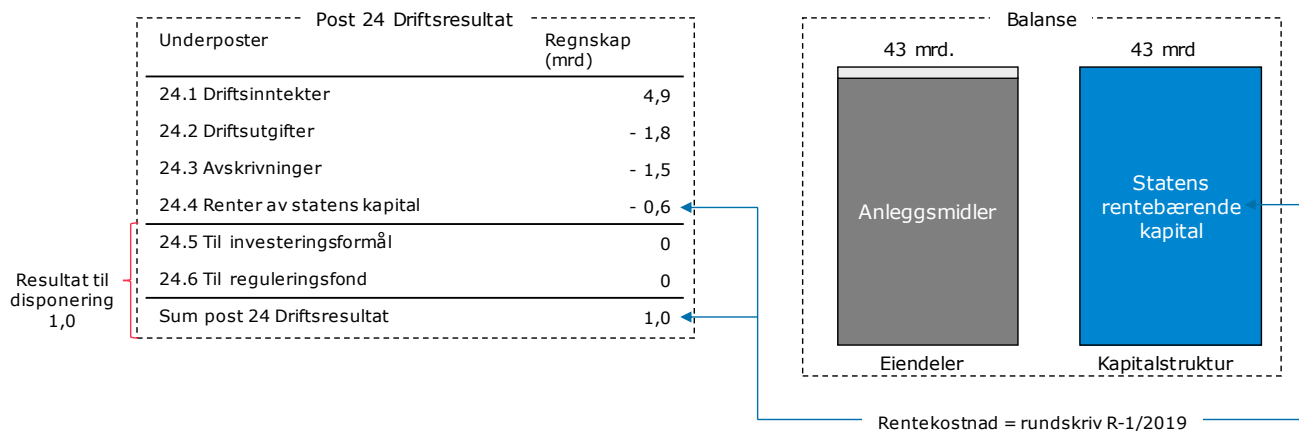 Post 24 Driftsresultat
Underposter Regnskap
(mrd)
24.1 Driftsinntekter 4,9
24.2 Driftsutgifter - 1,8
24.3 Avskrivninger - 1,5
24.4 Renter av statens kapital - 0,6
24.5 Til investeringsformål 0
24.6 Til reguleringsfond 0
Sum post 24 Driftsresultat 1,0
Resultat til
disponering
1,0
Balanse
43 mrd. 43 mrd
Anleggsmidler
Statens
rentebærende
kapital
Eiendeler Kapitalstruktur
Rentekostnad = rundskriv R-1/2019